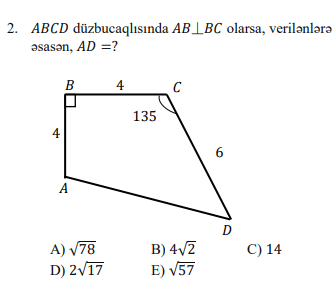 2. ABCD düzbucaqlısında AB⊥BC olarsa, verilənlərə
əsasən, AD =?
B 4 C
135
4
6
A
D
A) √78 B) 4√2 C) 14
D) 2√17 E) √57